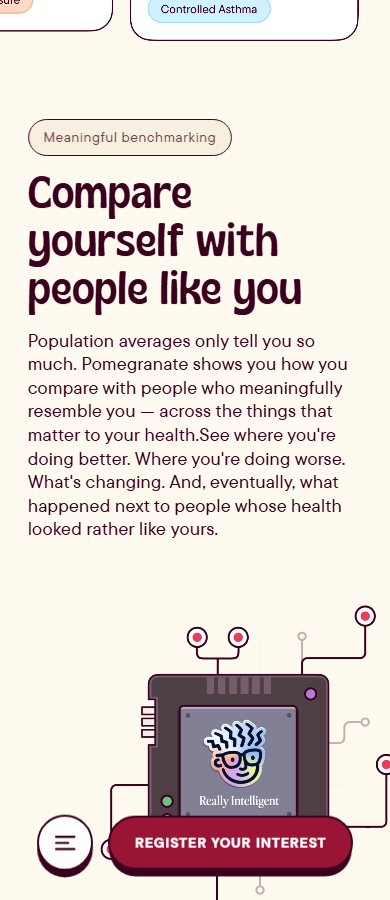 Controlled Asthma
Meaningful benchmarking
Compare
yourself with
people like you
Population averages only tell you so
much. Pomegranate shows you how you
compare with people who meaningfully
resemble you — across the things that
matter to your health.See where you're
doing better. Where you're doing worse.
What's changing. And, eventually, what
happened next to people whose health
looked rather like yours.
Really Intelligent
REGISTER YOUR INTEREST